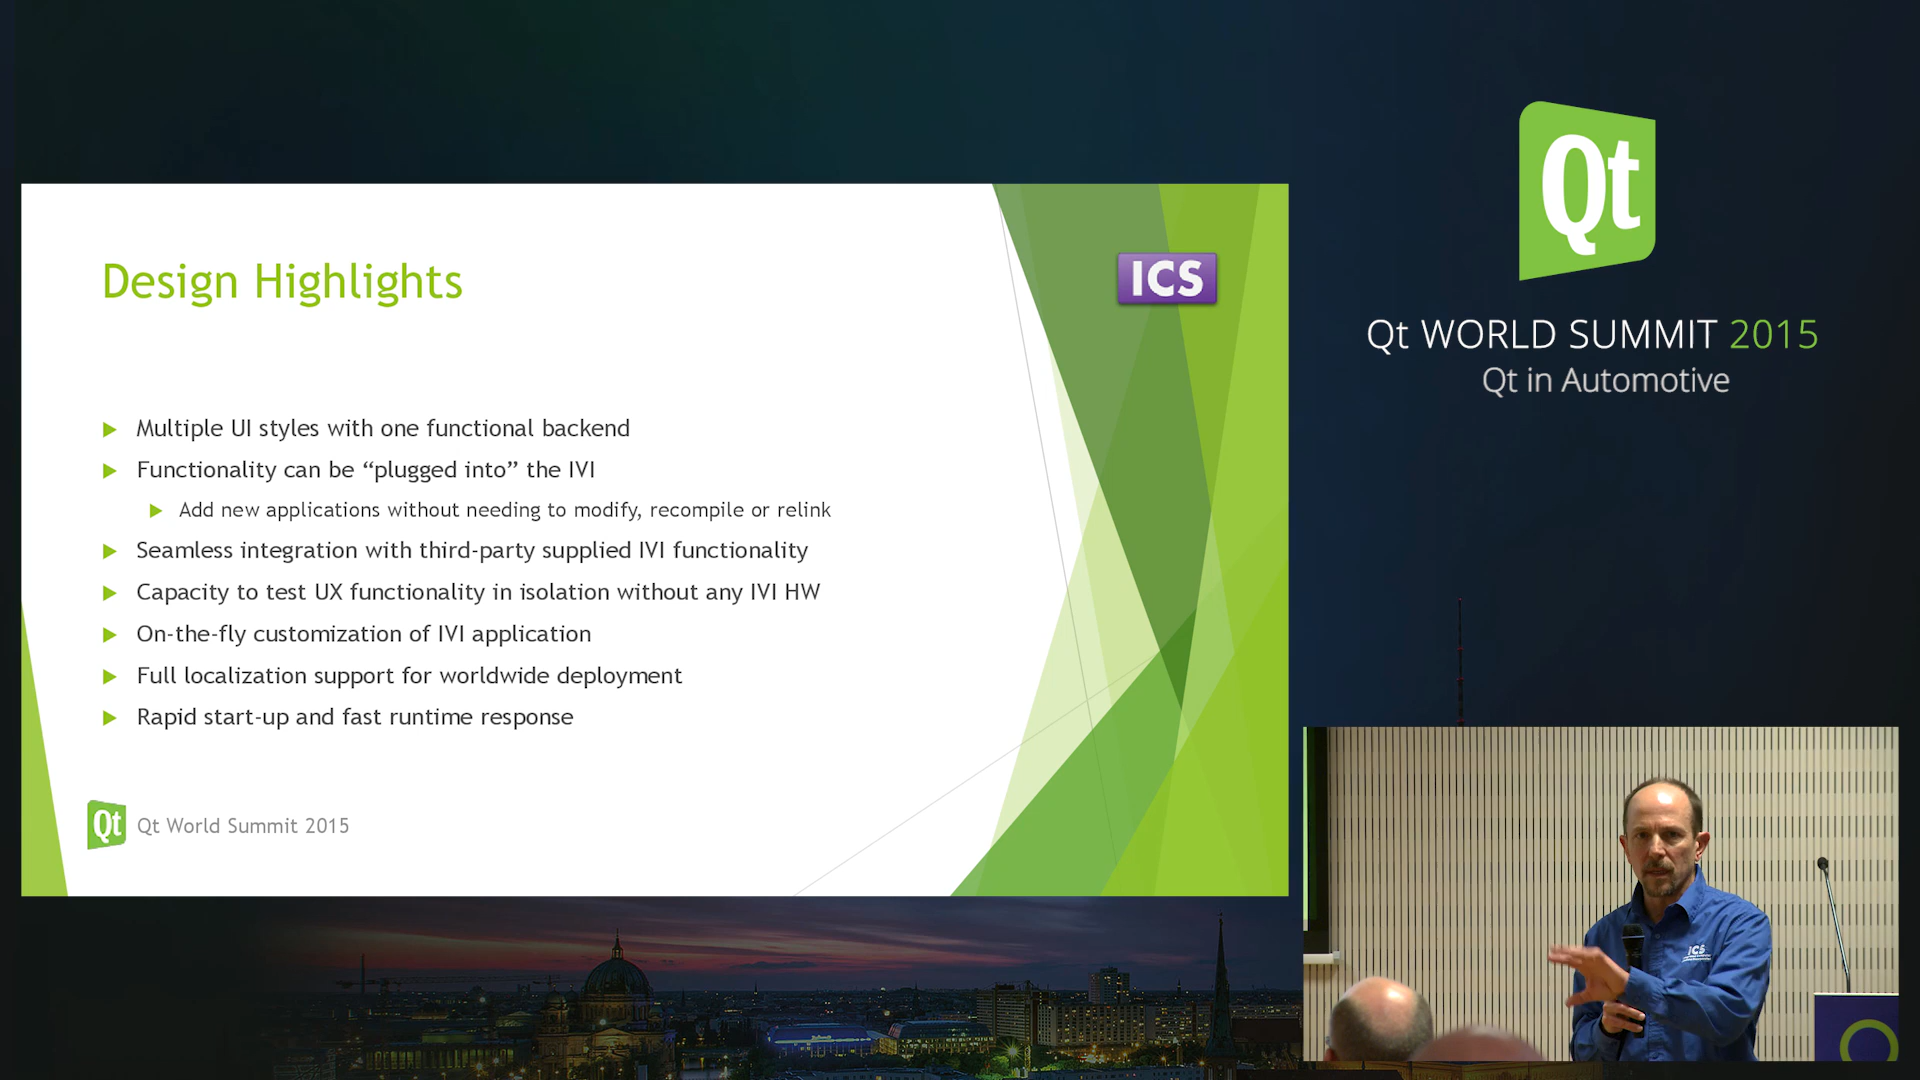 Design Highlights
ICS
Multiple UI styles with one functional backend
Functionality can be “plugged into” the IVI
Add new applications without needing to modify, recompile or relink
Seamless integration with third-party supplied IVI functionality
Capacity to test UX functionality in isolation without any IVI HW
On-the-fly customization of IVI application
Full localization support for worldwide deployment
Rapid start-up and fast runtime response
Qt Qt World Summit 2015
Qt
Qt WORLD SUMMIT 2015
Qt in Automotive
ICS